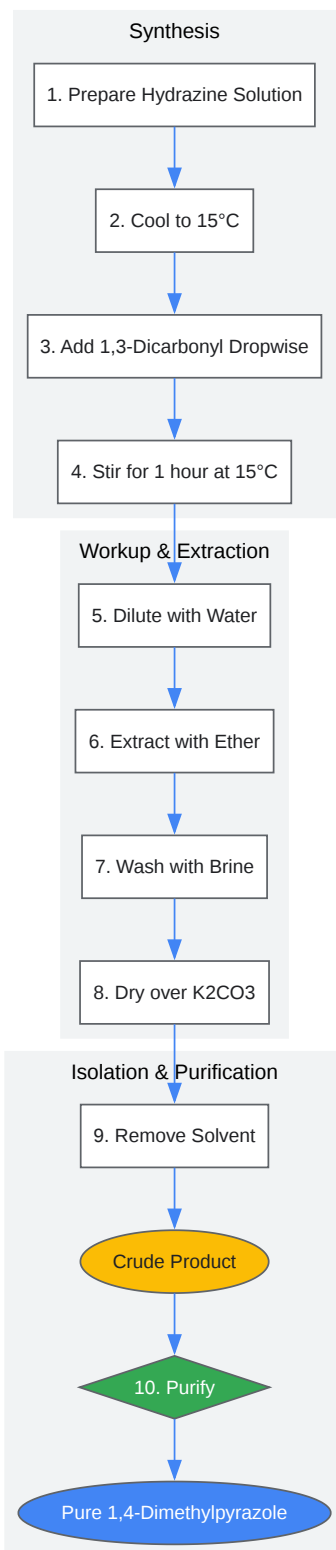 Synthesis
1. Prepare Hydrazine Solution
2. Cool to 15°C
3. Add 1,3-Dicarbonyl Dropwise
4. Stir for 1 hour at 15°C
Workup & Extraction
5. Dilute with Water
6. Extract with Ether
7. Wash with Brine
8. Dry over K2CO3
Isolation & Purification
9. Remove Solvent
Crude Product
10. Purify
Pure 1,4-Dimethylpyrazole